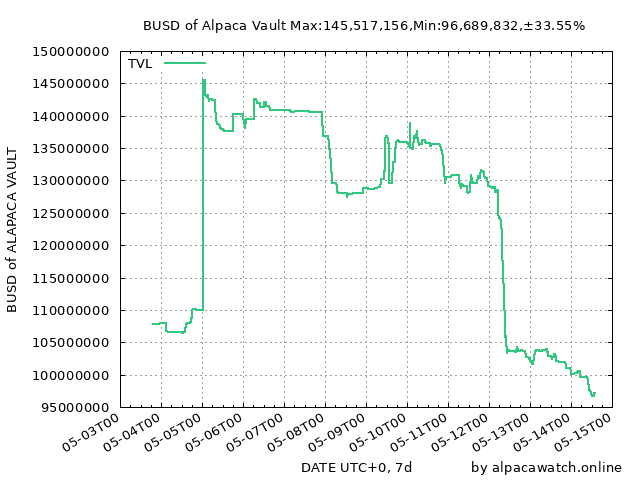 BUSD of Alpaca Vault Max:145,517,156,Min:96,689,832,±33.55%
150000000
TVL
145000000
140000000
135000000
130000000
125000000
120000000
115000000
110000000
105000000
100000000
95000000
BUSD of ALAPACA VAULT
05-03T00
05-04T00
05-05T00
05-06T00
05-07T00
05-08T00
05-09T00
05-10T00
05-11T00
05-12T00
05-13T00
05-14T00
05-15T00
DATE UTC+0, 7d
by alpacawatch.online